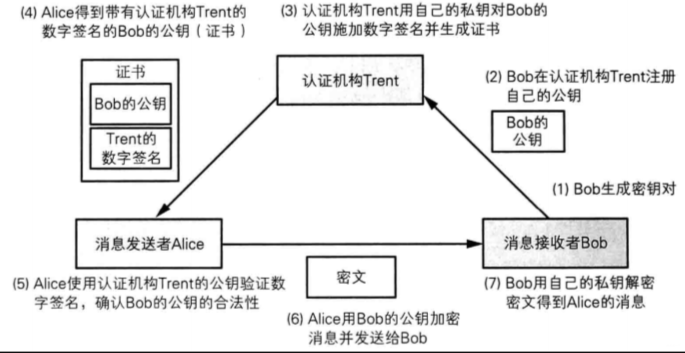 (4) Alice得到带有认证机构Trent的
数字签名的Bob的公钥（证书）
(3) 认证机构Trent用自己的私钥对Bob的
公钥施加数字签名并生成证书
证书
Bob的公钥
Trent的
数字签名
认证机构Trent
(2) Bob在认证机构Trent注册
自己的公钥
Bob的
公钥
(1) Bob生成密钥对
消息发送者Alice
消息接收者Bob
(5) Alice使用认证机构Trent的公钥验证数
字签名，确认Bob的公钥的合法性
密文
(6) Alice用Bob的公钥加密
消息并发送给Bob
(7) Bob用自己的私钥解密
密文得到Alice的消息